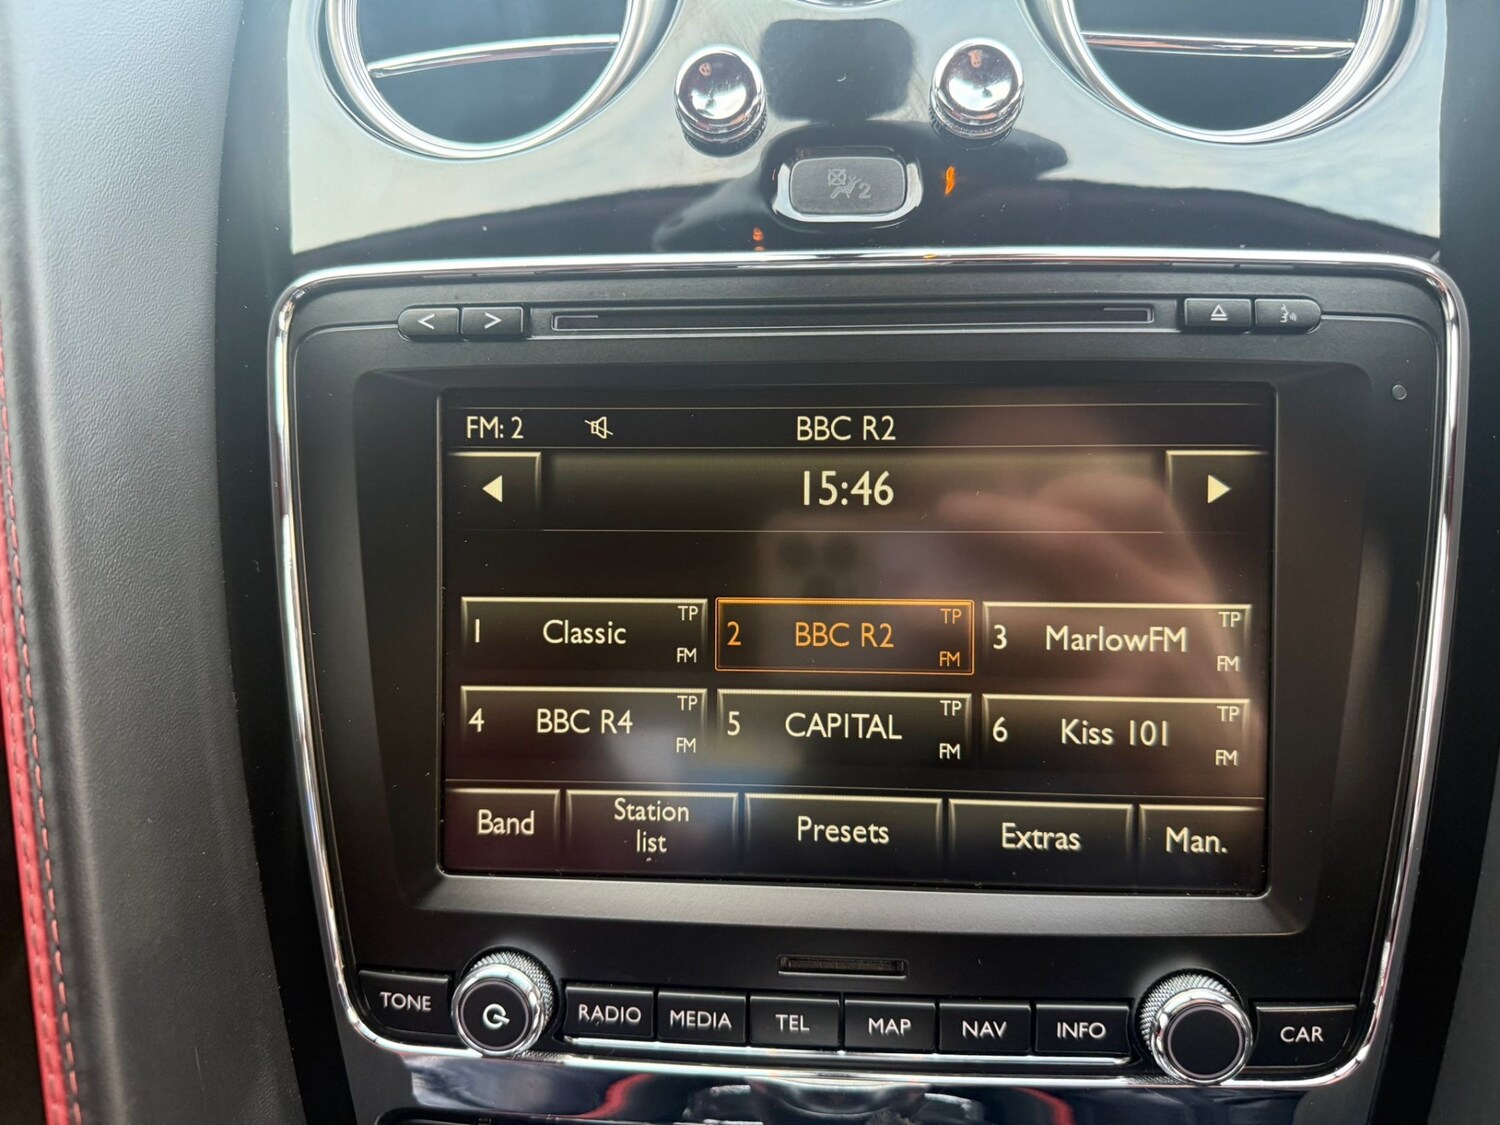 2
< >
FM: 2 BBC R2
15:46
1 Classic TP FM
2 BBC R2 TP FM
3 MarlowFM TP FM
4 BBC R4 TP FM
5 CAPITAL TP FM
6 Kiss 101 TP FM
Band
Station
list
Presets
Extras
Man.
TONE RADIO MEDIA TEL MAP NAV INFO CAR